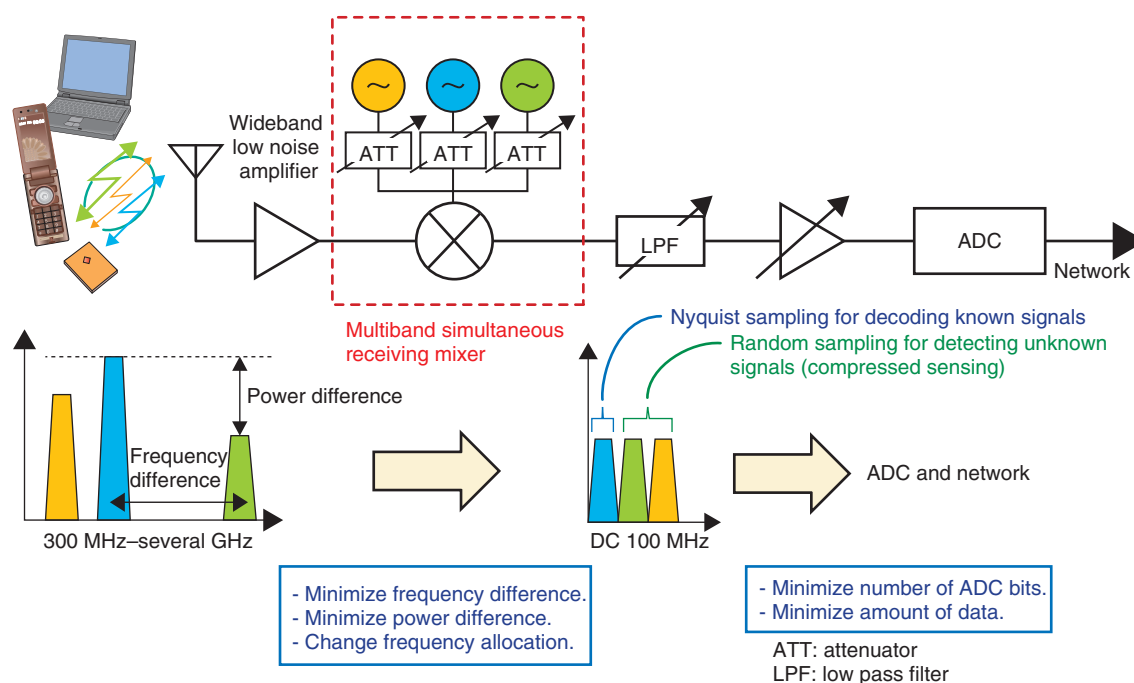 Wideband
low noise
amplifier
ATT
ATT
ATT
LPF
ADC
Network
Multiband simultaneous
receiving mixer
Nyquist sampling for decoding known signals
Random sampling for detecting unknown
signals (compressed sensing)
Power difference
Frequency
difference
ADC and network
300 MHz–several GHz
DC 100 MHz
- Minimize frequency difference.
- Minimize power difference.
- Change frequency allocation.
- Minimize number of ADC bits.
- Minimize amount of data.
ATT: attenuator
LPF: low pass filter